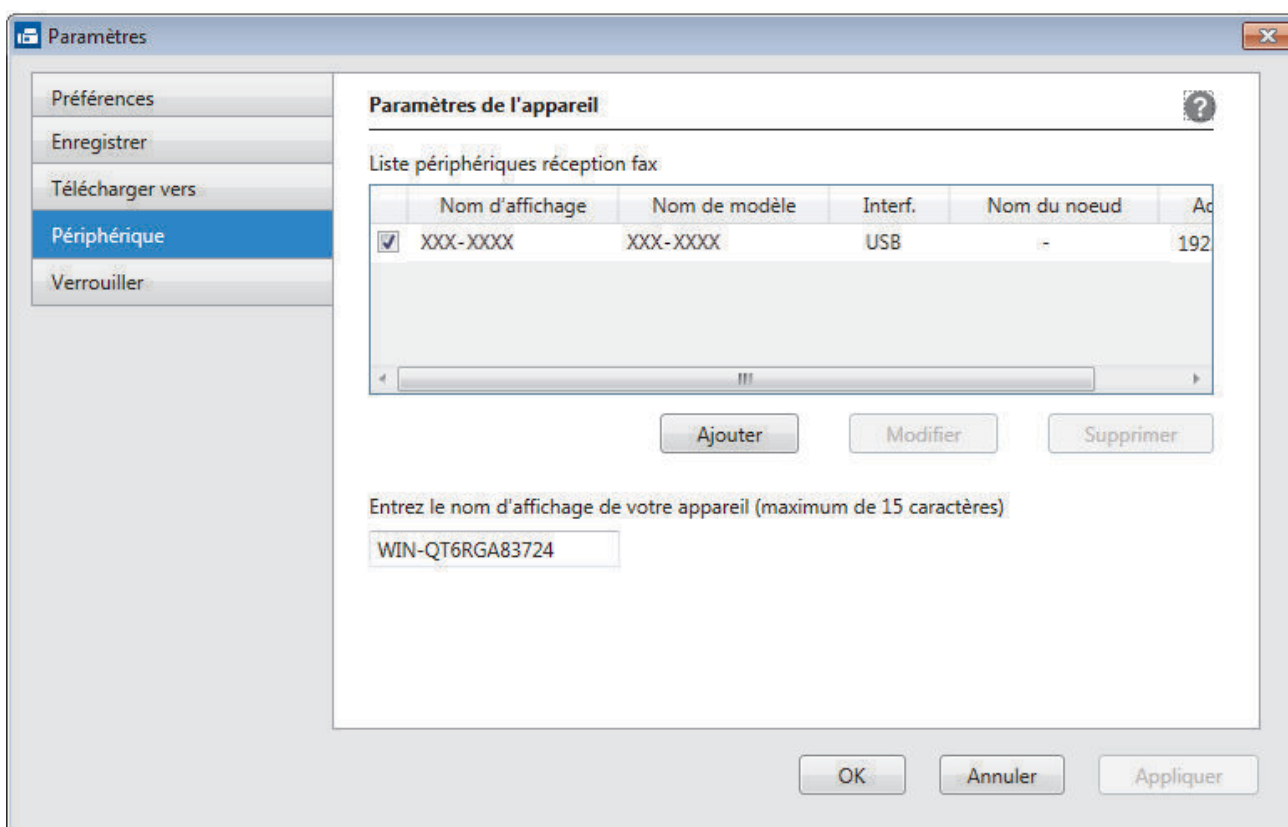 Paramètres
Préférences
Enregistrer
Télécharger vers
Périphérique
Verrouiller
Paramètres de l'appareil
?
Liste périphériques réception fax
Nom d'affichage Nom de modèle Interf. Nom du noeud Ad
XXX-XXXX XXX-XXXX USB - 192
Ajouter Modifier Supprimer
Entrez le nom d'affichage de votre appareil (maximum de 15 caractères)
WIN-QT6RGA83724
OK Annuler Appliquer